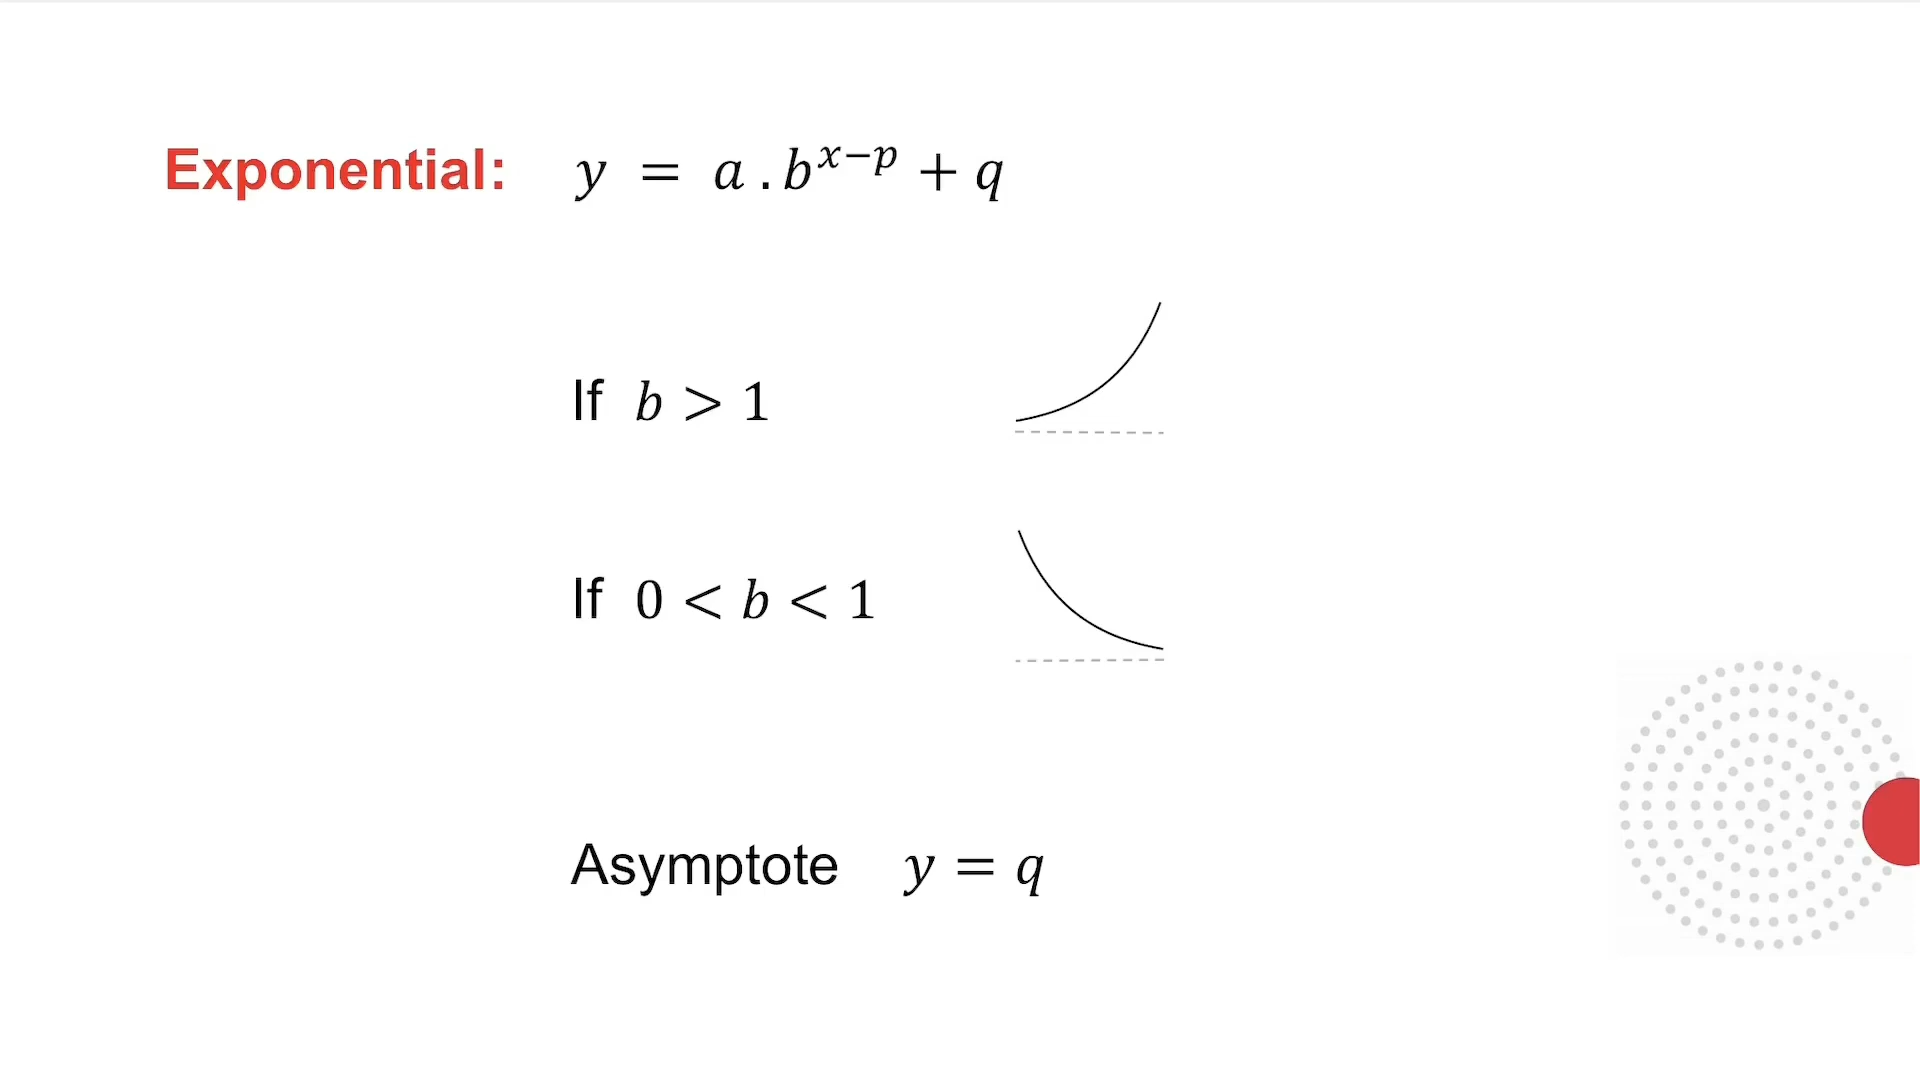 Exponential: y = a . b^{x−p} + q
If b > 1
If 0 < b < 1
Asymptote y = q